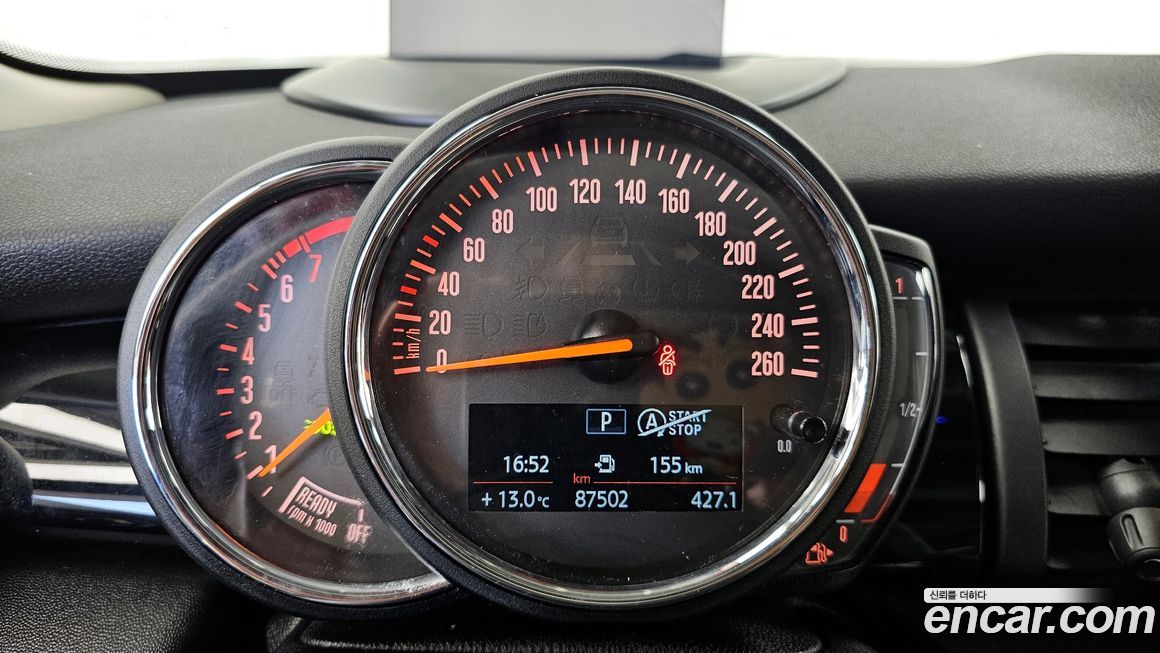 0
20
40
60
80
100
120
140
160
180
200
220
240
260
km/h
1
2
3
4
5
6
7
READY
rpm X 1000
OFF
P
A START
STOP
16:52
155 km
km
+ 13.0°C
87502
427.1
0.0
1
1/2
0
신뢰를 더하다
encar.com